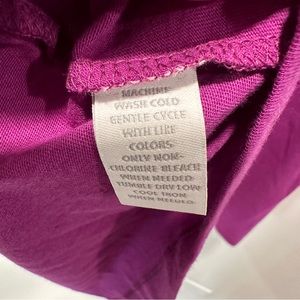 MACHINE
WASH COLD
GENTLE CYCLE
WITH LIKE
COLORS
ONLY NON-
CHLORINE BLEACH
WHEN NEEDED
TUMBLE DRY LOW
COOL IRON
WHEN NEEDED